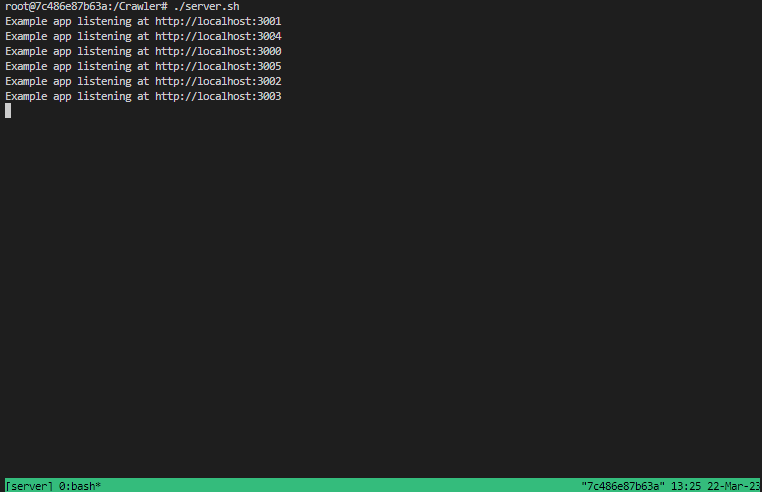 root@7c486e87b63a:/Crawler# ./server.sh
Example app listening at http://localhost:3001
Example app listening at http://localhost:3004
Example app listening at http://localhost:3000
Example app listening at http://localhost:3005
Example app listening at http://localhost:3002
Example app listening at http://localhost:3003
[server] 0:bash* "7c486e87b63a" 13:25 22-Mar-23